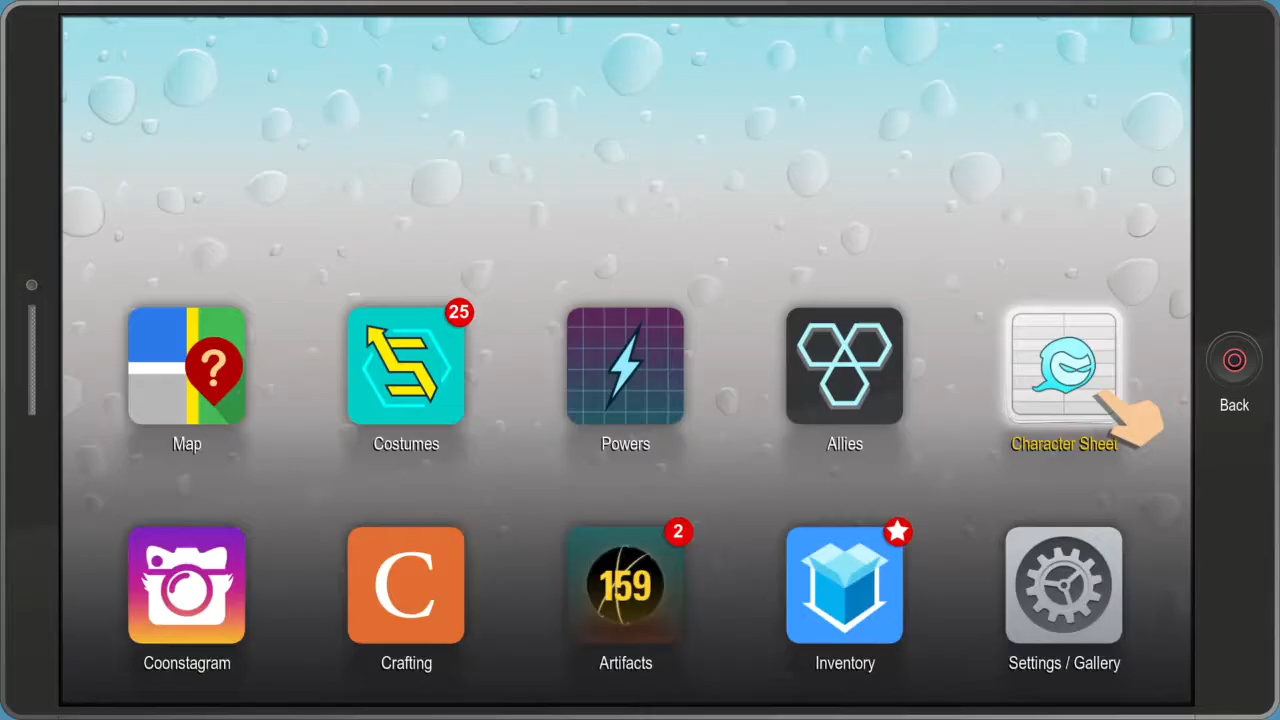 25
?
Map
Costumes
Powers
Allies
Character Sheet
Back
2
C
159
Coonstagram
Crafting
Artifacts
Inventory
Settings / Gallery